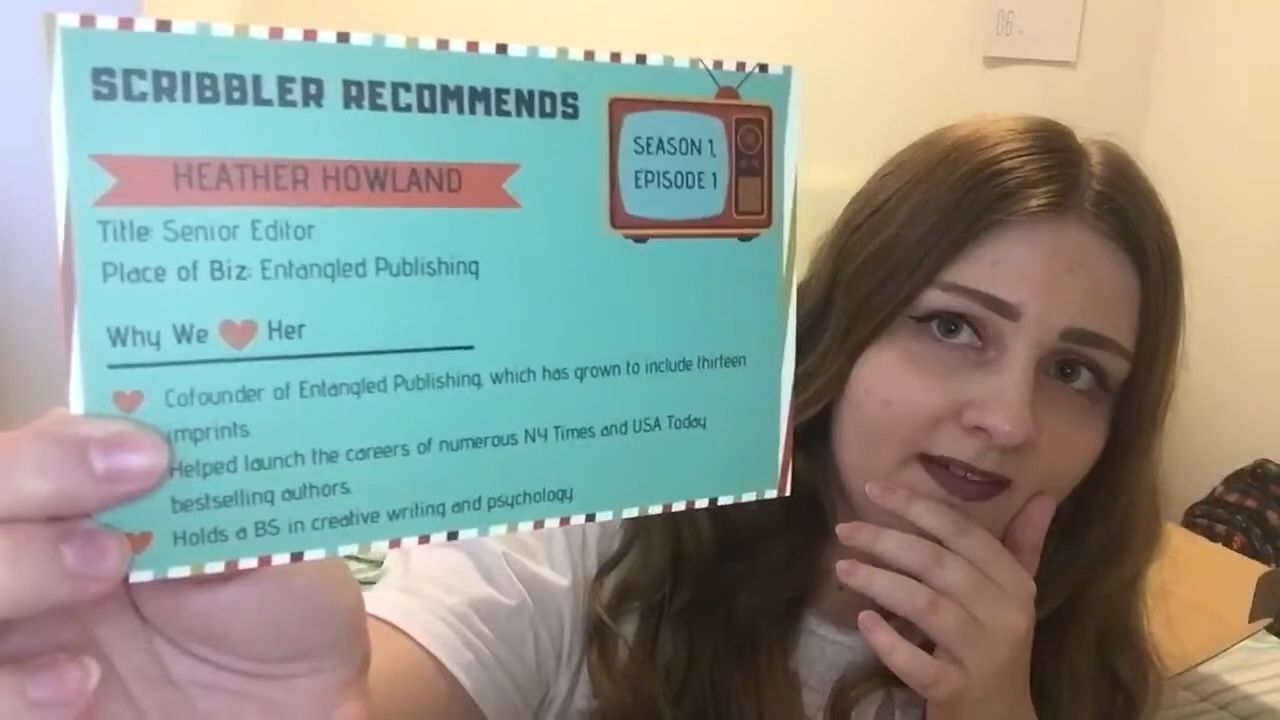 SCRIBBLER RECOMMENDS
SEASON 1,
EPISODE 1
HEATHER HOWLAND
Title: Senior Editor
Place of Biz: Entangled Publishing
Why We Her
Cofounder of Entangled Publishing, which has grown to include thirteen
imprints.
Helped launch the careers of numerous NY Times and USA Today
bestselling authors.
Holds a BS in creative writing and psychology
06.